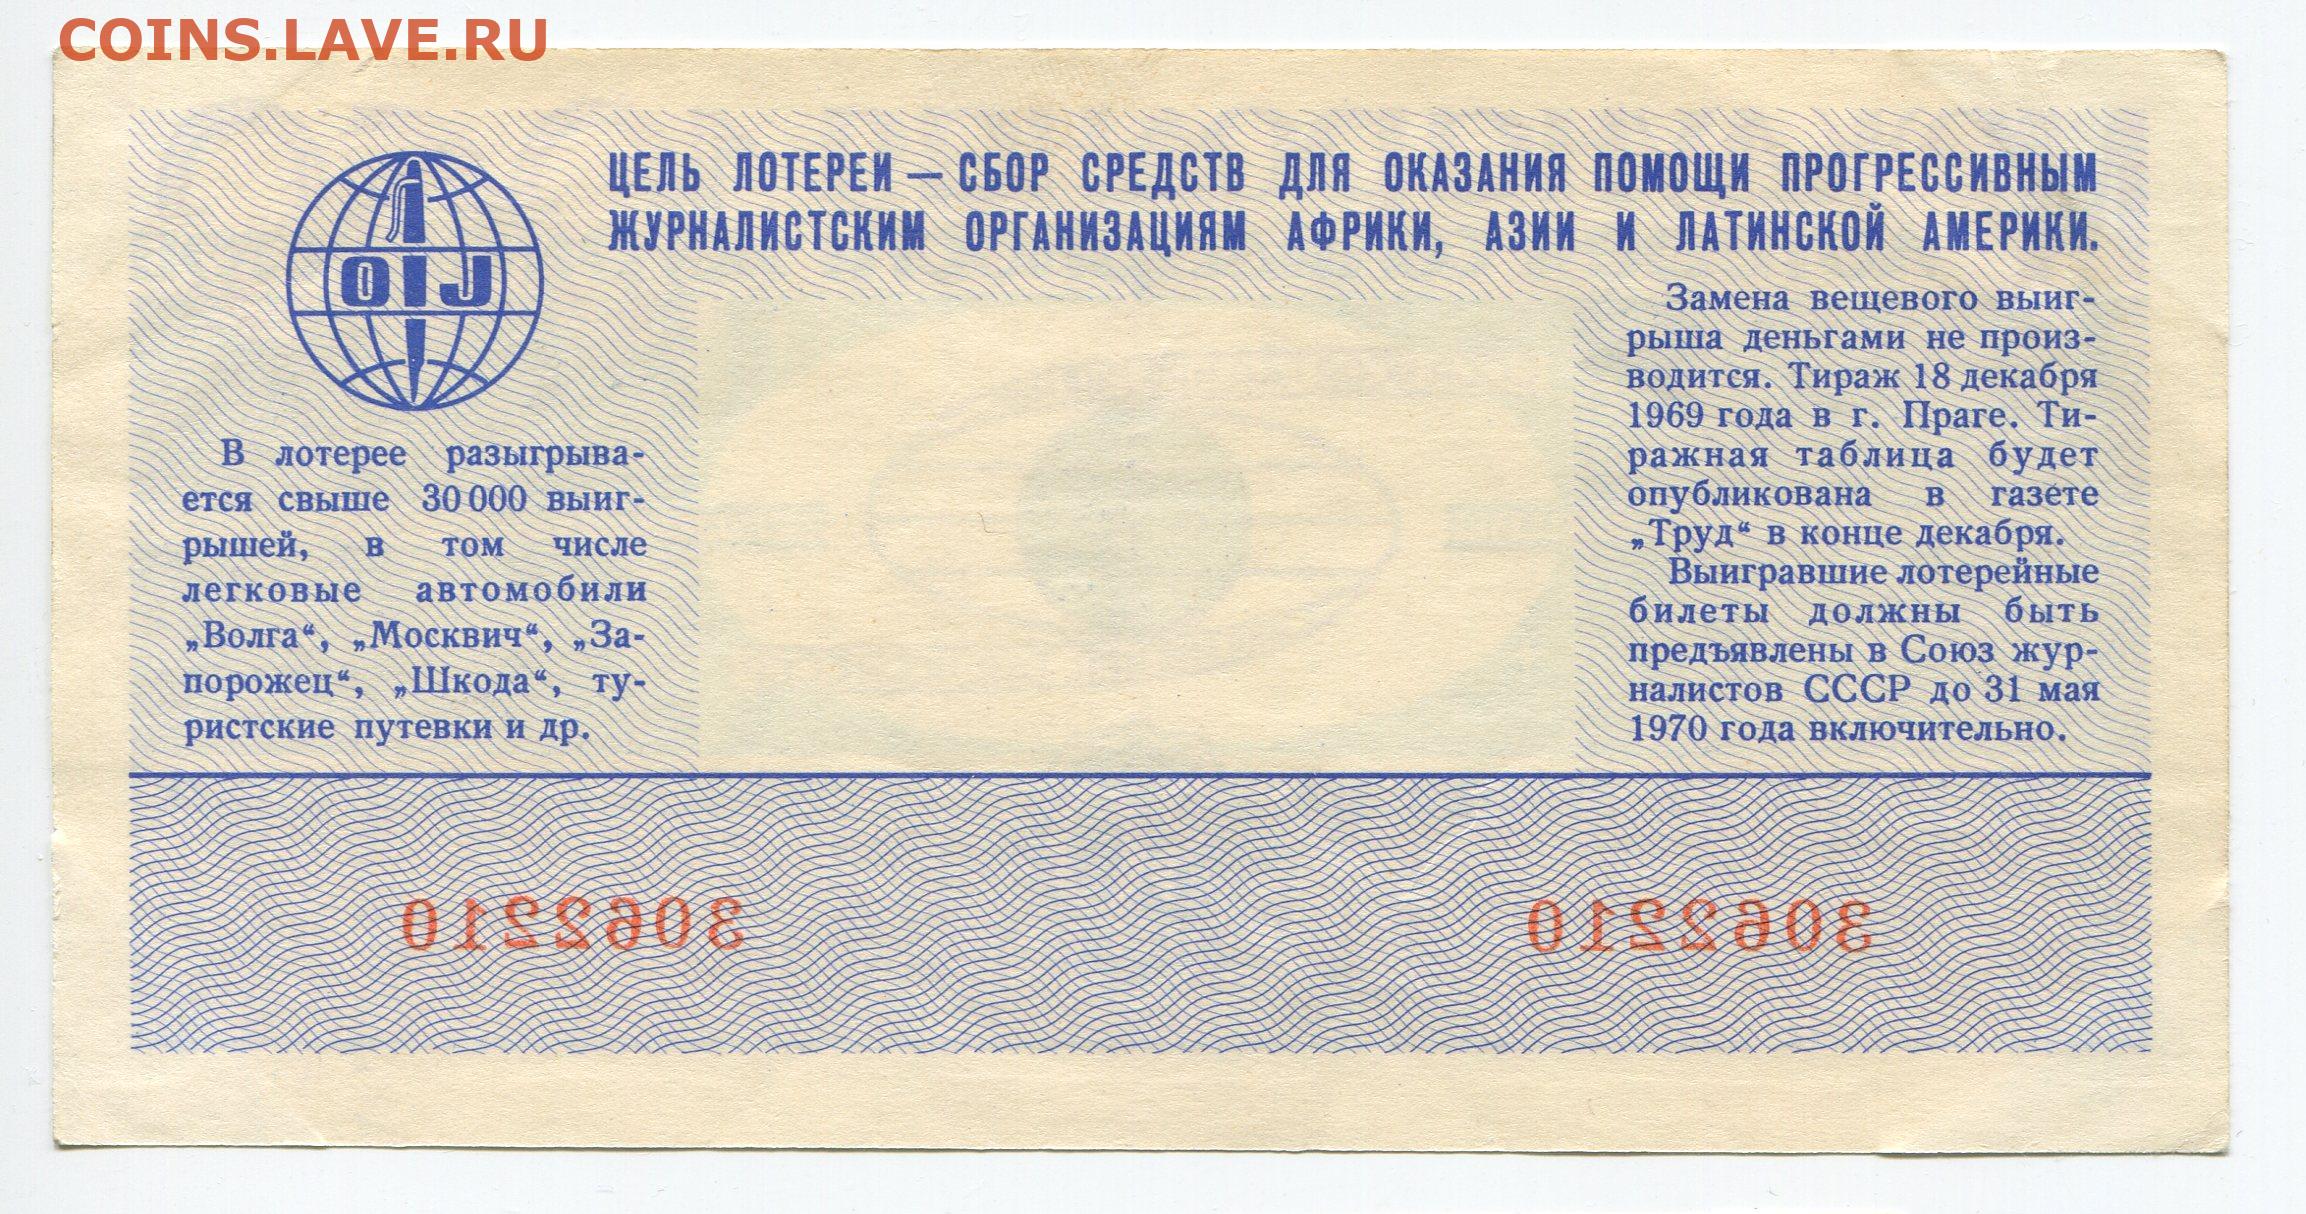 COINS.LAVE.RU
ЦЕЛЬ ЛОТЕРЕИ — СБОР СРЕДСТВ ДЛЯ ОКАЗАНИЯ ПОМОЩИ ПРОГРЕССИВНЫМ
ЖУРНАЛИСТСКИМ ОРГАНИЗАЦИЯМ АФРИКИ, АЗИИ И ЛАТИНСКОЙ АМЕРИКИ.
OIJ
В лотерее разыгрыва-
ется свыше 30 000 выиг-
рышей, в том числе
легковые автомобили
„Волга“, „Москвич“, „За-
порожец“, „Шкода“, ту-
ристские путевки и др.
Замена вещевого выиг-
рыша деньгами не произ-
водится. Тираж 18 декабря
1969 года в г. Праге. Ти-
ражная таблица будет
опубликована в газете
„Труд“ в конце декабря.
Выигравшие лотерейные
билеты должны быть
предъявлены в Союз жур-
налистов СССР до 31 мая
1970 года включительно.
3062210 3062210